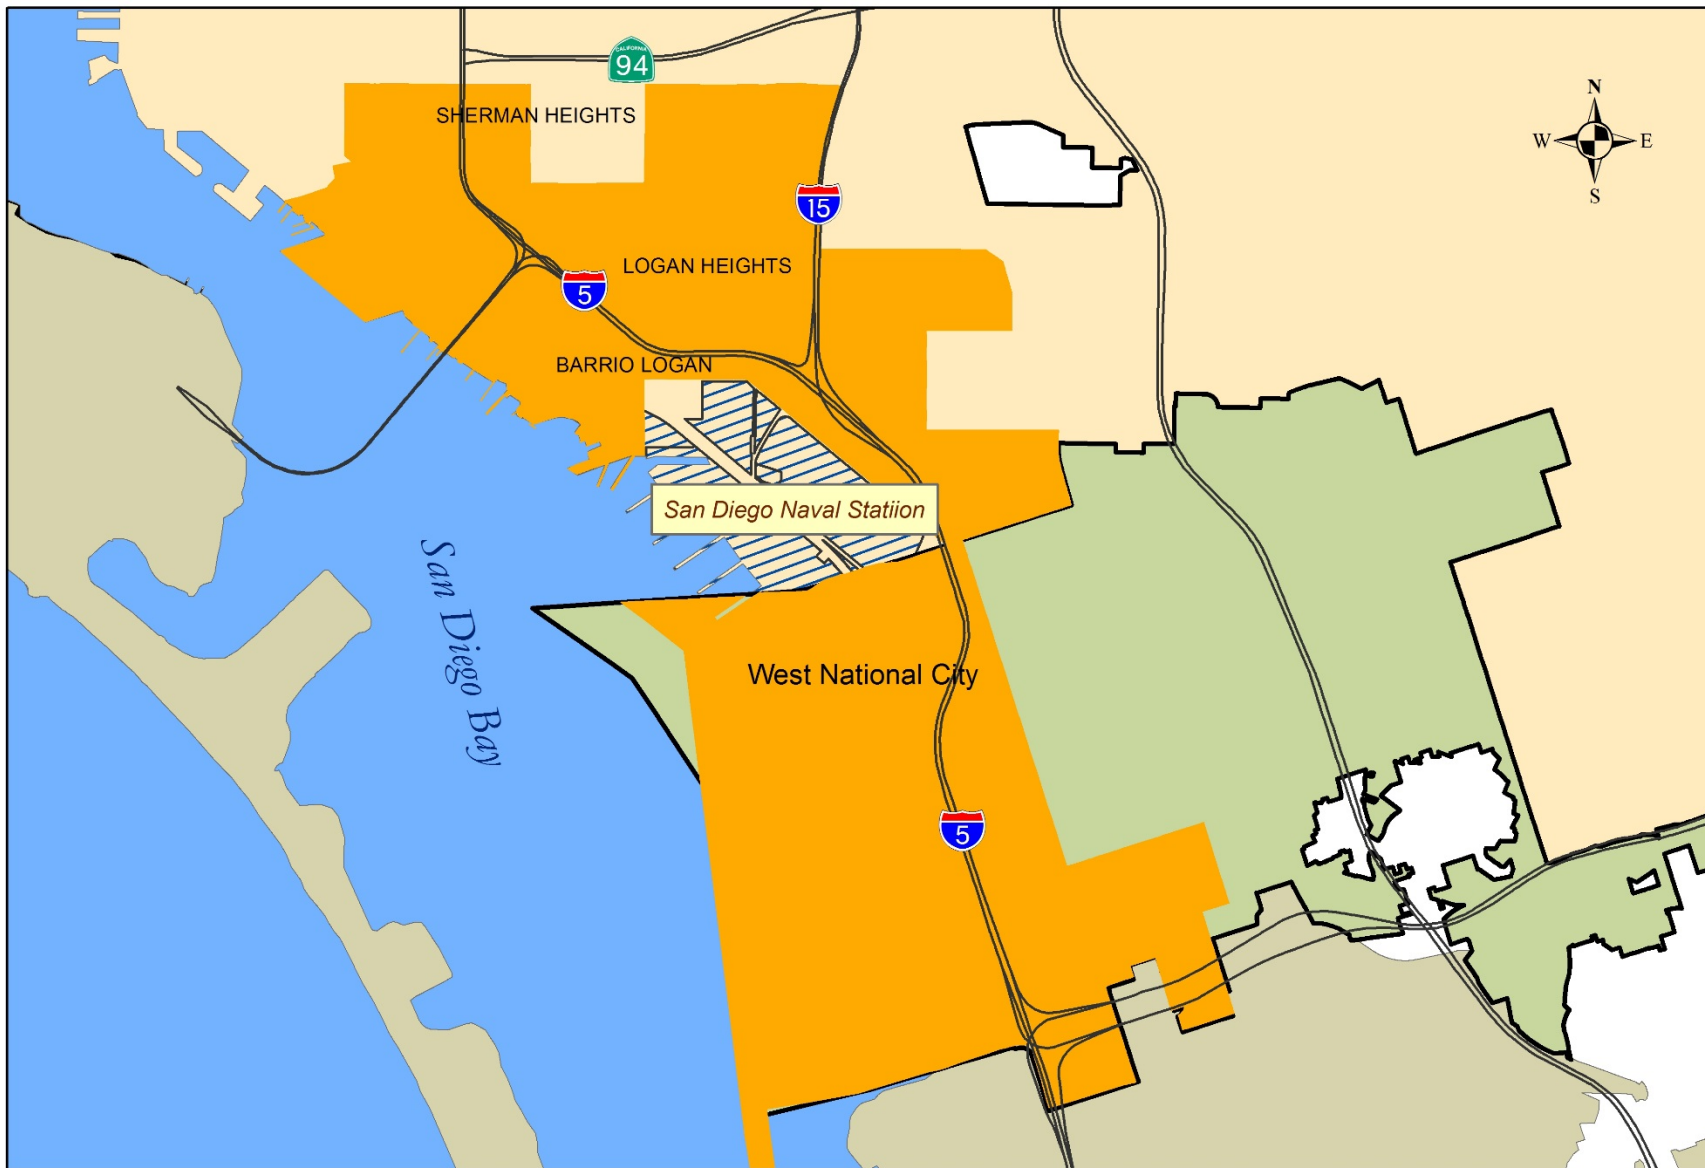 CALIFORNIA
94
N
W E
S
SHERMAN HEIGHTS
15
LOGAN HEIGHTS
5
BARRIO LOGAN
San Diego Naval Statiion
San Diego Bay
West National City
5